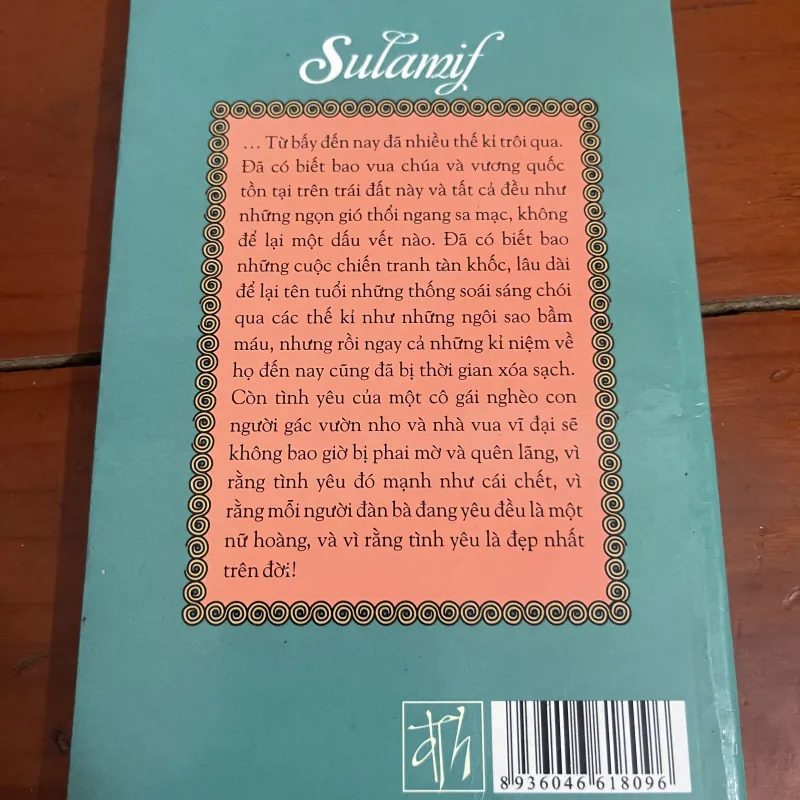 Sulamif
... Từ bấy đến nay đã nhiều thế kỉ trôi qua.
Đã có biết bao vua chúa và vương quốc
tồn tại trên trái đất này và tất cả đều như
những ngọn gió thổi ngang sa mạc, không
để lại một dấu vết nào. Đã có biết bao
những cuộc chiến tranh tàn khốc, lâu dài
để lại tên tuổi những thống soái sáng chói
qua các thế kỉ như những ngôi sao bầm
máu, nhưng rồi ngay cả những kỉ niệm về
họ đến nay cũng đã bị thời gian xóa sạch.
Còn tình yêu của một cô gái nghèo con
người gác vườn nho và nhà vua vĩ đại sẽ
không bao giờ bị phai mờ và quên lãng, vì
rằng tình yêu đó mạnh như cái chết, vì
rằng mỗi người đàn bà đang yêu đều là một
nữ hoàng, và vì rằng tình yêu là đẹp nhất
trên đời!
đh
8 936046 618096